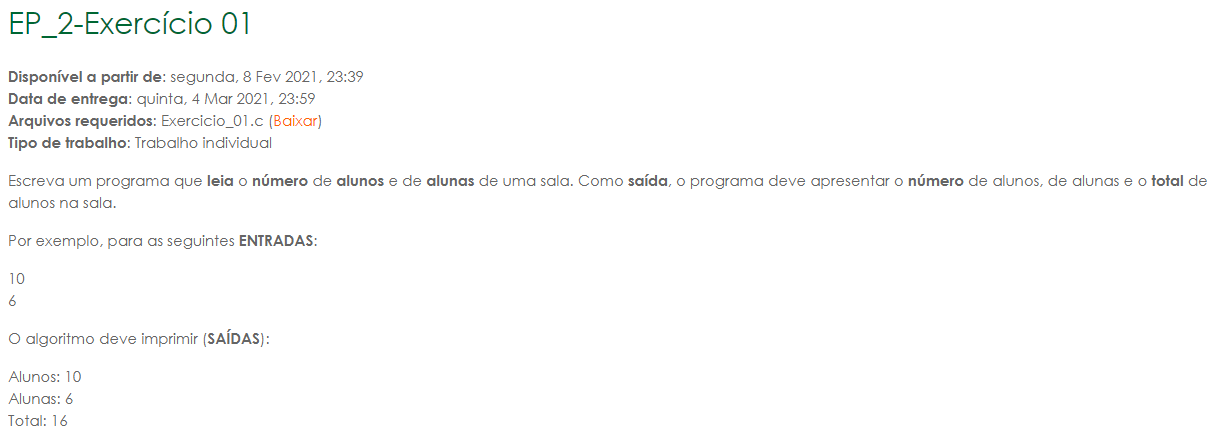 EP_2-Exercício 01
Disponível a partir de: segunda, 8 Fev 2021, 23:39
Data de entrega: quinta, 4 Mar 2021, 23:59
Arquivos requeridos: Exercicio_01.c (Baixar)
Tipo de trabalho: Trabalho individual
Escreva um programa que leia o número de alunos e de alunas de uma sala. Como saída, o programa deve apresentar o número de alunos, de alunas e o total de
alunos na sala.
Por exemplo, para as seguintes ENTRADAS:
10
6
O algoritmo deve imprimir (SAÍDAS):
Alunos: 10
Alunas: 6
Total: 16